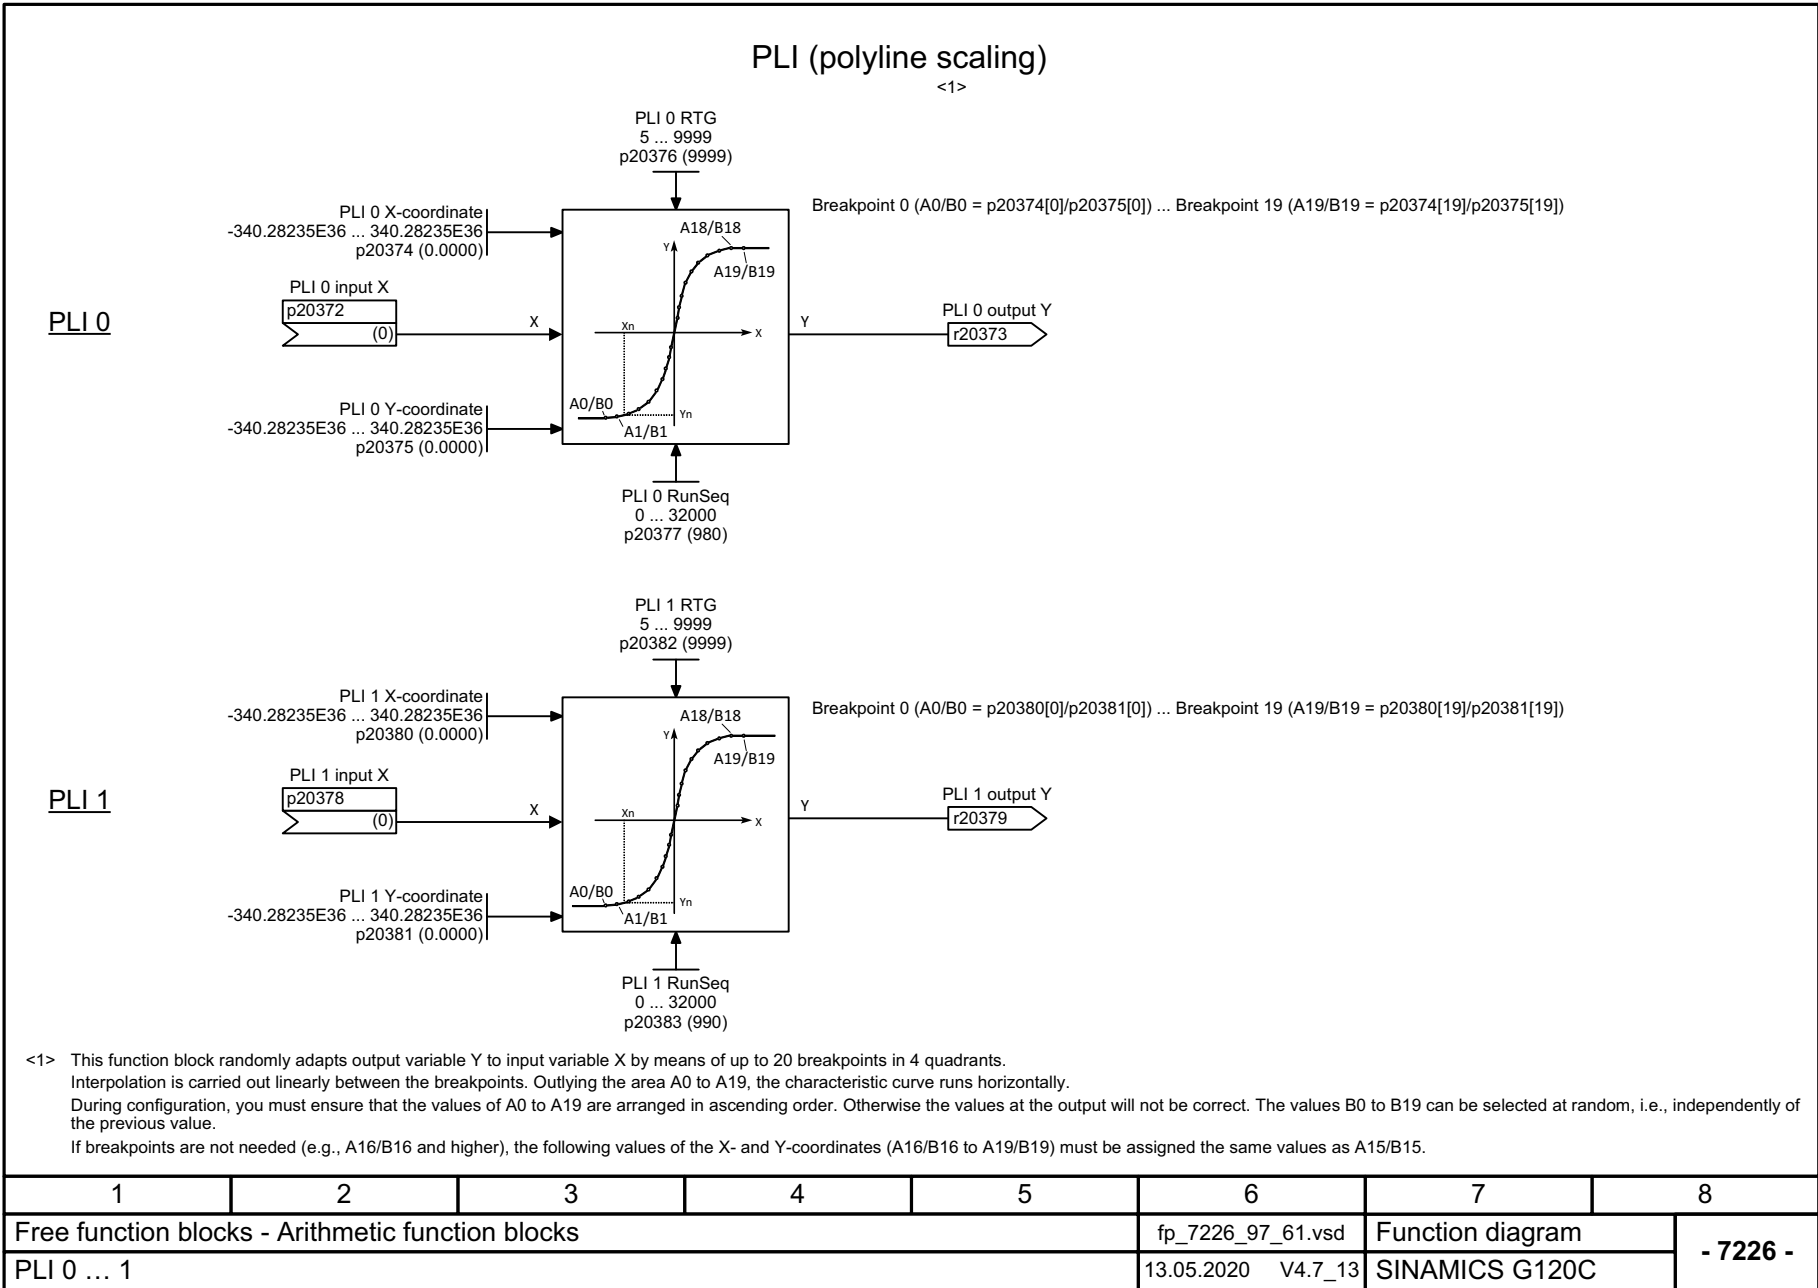 PLI (polyline scaling)
<1>
PLI 0 RTG
5 ... 9999
p20376 (9999)
PLI 0 X-coordinate
-340.28235E36 ... 340.28235E36
p20374 (0.0000)
Breakpoint 0 (A0/B0 = p20374[0]/p20375[0]) ... Breakpoint 19 (A19/B19 = p20374[19]/p20375[19])
A18/B18
Y
A19/B19
PLI 0
PLI 0 input X
p20372
(0)
X
Xn
X
Y
PLI 0 output Y
r20373
PLI 0 Y-coordinate
-340.28235E36 ... 340.28235E36
p20375 (0.0000)
A0/B0
Yn
A1/B1
PLI 0 RunSeq
0 ... 32000
p20377 (980)
PLI 1 RTG
5 ... 9999
p20382 (9999)
PLI 1 X-coordinate
-340.28235E36 ... 340.28235E36
p20380 (0.0000)
Breakpoint 0 (A0/B0 = p20380[0]/p20381[0]) ... Breakpoint 19 (A19/B19 = p20380[19]/p20381[19])
A18/B18
Y
A19/B19
PLI 1
PLI 1 input X
p20378
(0)
X
Xn
X
Y
PLI 1 output Y
r20379
PLI 1 Y-coordinate
-340.28235E36 ... 340.28235E36
p20381 (0.0000)
A0/B0
Yn
A1/B1
PLI 1 RunSeq
0 ... 32000
p20383 (990)
<1> This function block randomly adapts output variable Y to input variable X by means of up to 20 breakpoints in 4 quadrants.
Interpolation is carried out linearly between the breakpoints. Outlying the area A0 to A19, the characteristic curve runs horizontally.
During configuration, you must ensure that the values of A0 to A19 are arranged in ascending order. Otherwise the values at the output will not be correct. The values B0 to B19 can be selected at random, i.e., independently of
the previous value.
If breakpoints are not needed (e.g., A16/B16 and higher), the following values of the X- and Y-coordinates (A16/B16 to A19/B19) must be assigned the same values as A15/B15.
1 2 3 4 5 6 7 8
Free function blocks - Arithmetic function blocks fp_7226_97_61.vsd Function diagram
- 7226 -
PLI 0 ... 1 13.05.2020 V4.7_13 SINAMICS G120C